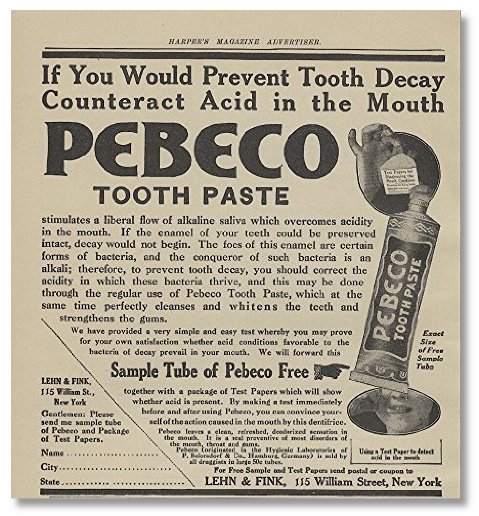 HARPER'S MAGAZINE ADVERTISER.
If You Would Prevent Tooth Decay
Counteract Acid in the Mouth
PEBECO
TOOTH PASTE
stimulates a liberal flow of alkaline saliva which overcomes acidity
in the mouth. If the enamel of your teeth could be preserved
intact, decay would not begin. The foes of this enamel are certain
forms of bacteria, and the conqueror of such bacteria is an
alkali; therefore, to prevent tooth decay, you should correct the
acidity in which these bacteria thrive, and this may be done
through the regular use of Pebeco Tooth Paste, which at the
same time perfectly cleanses and whitens the teeth and
strengthens the gums.
We have provided a very simple and easy test whereby you may prove
for your own satisfaction whether acid conditions favorable to the
bacteria of decay prevail in your mouth. We will forward this
Sample Tube of Pebeco Free
together with a package of Test Papers which will show
whether acid is present. By making a test immediately
before and after using Pebeco, you can convince your-
self of the action caused in the mouth by this dentifrice.
Pebeco leaves a clean, refreshed, deodorized sensation in
the mouth. It is a real preventive of most disorders of
the mouth, throat and gums.
Pebeco (originated in the Hygienic Laboratories of
P. Beiersdorf & Co., Hamburg, Germany) is sold by
all druggists in large 50c tubes.
For Free Sample and Test Papers send postal or coupon to
LEHN & FINK, 115 William Street, New York
LEHN & FINK,
115 William St.,
New York
Gentlemen: Please
send me sample tube
of Pebeco and Package
of Test Papers.
Name
City
State
Test Papers for
PEBECO
TOOTH PASTE
Exact
Size
of Free
Sample
Tube
Using a Test Paper to detect
acid in the mouth